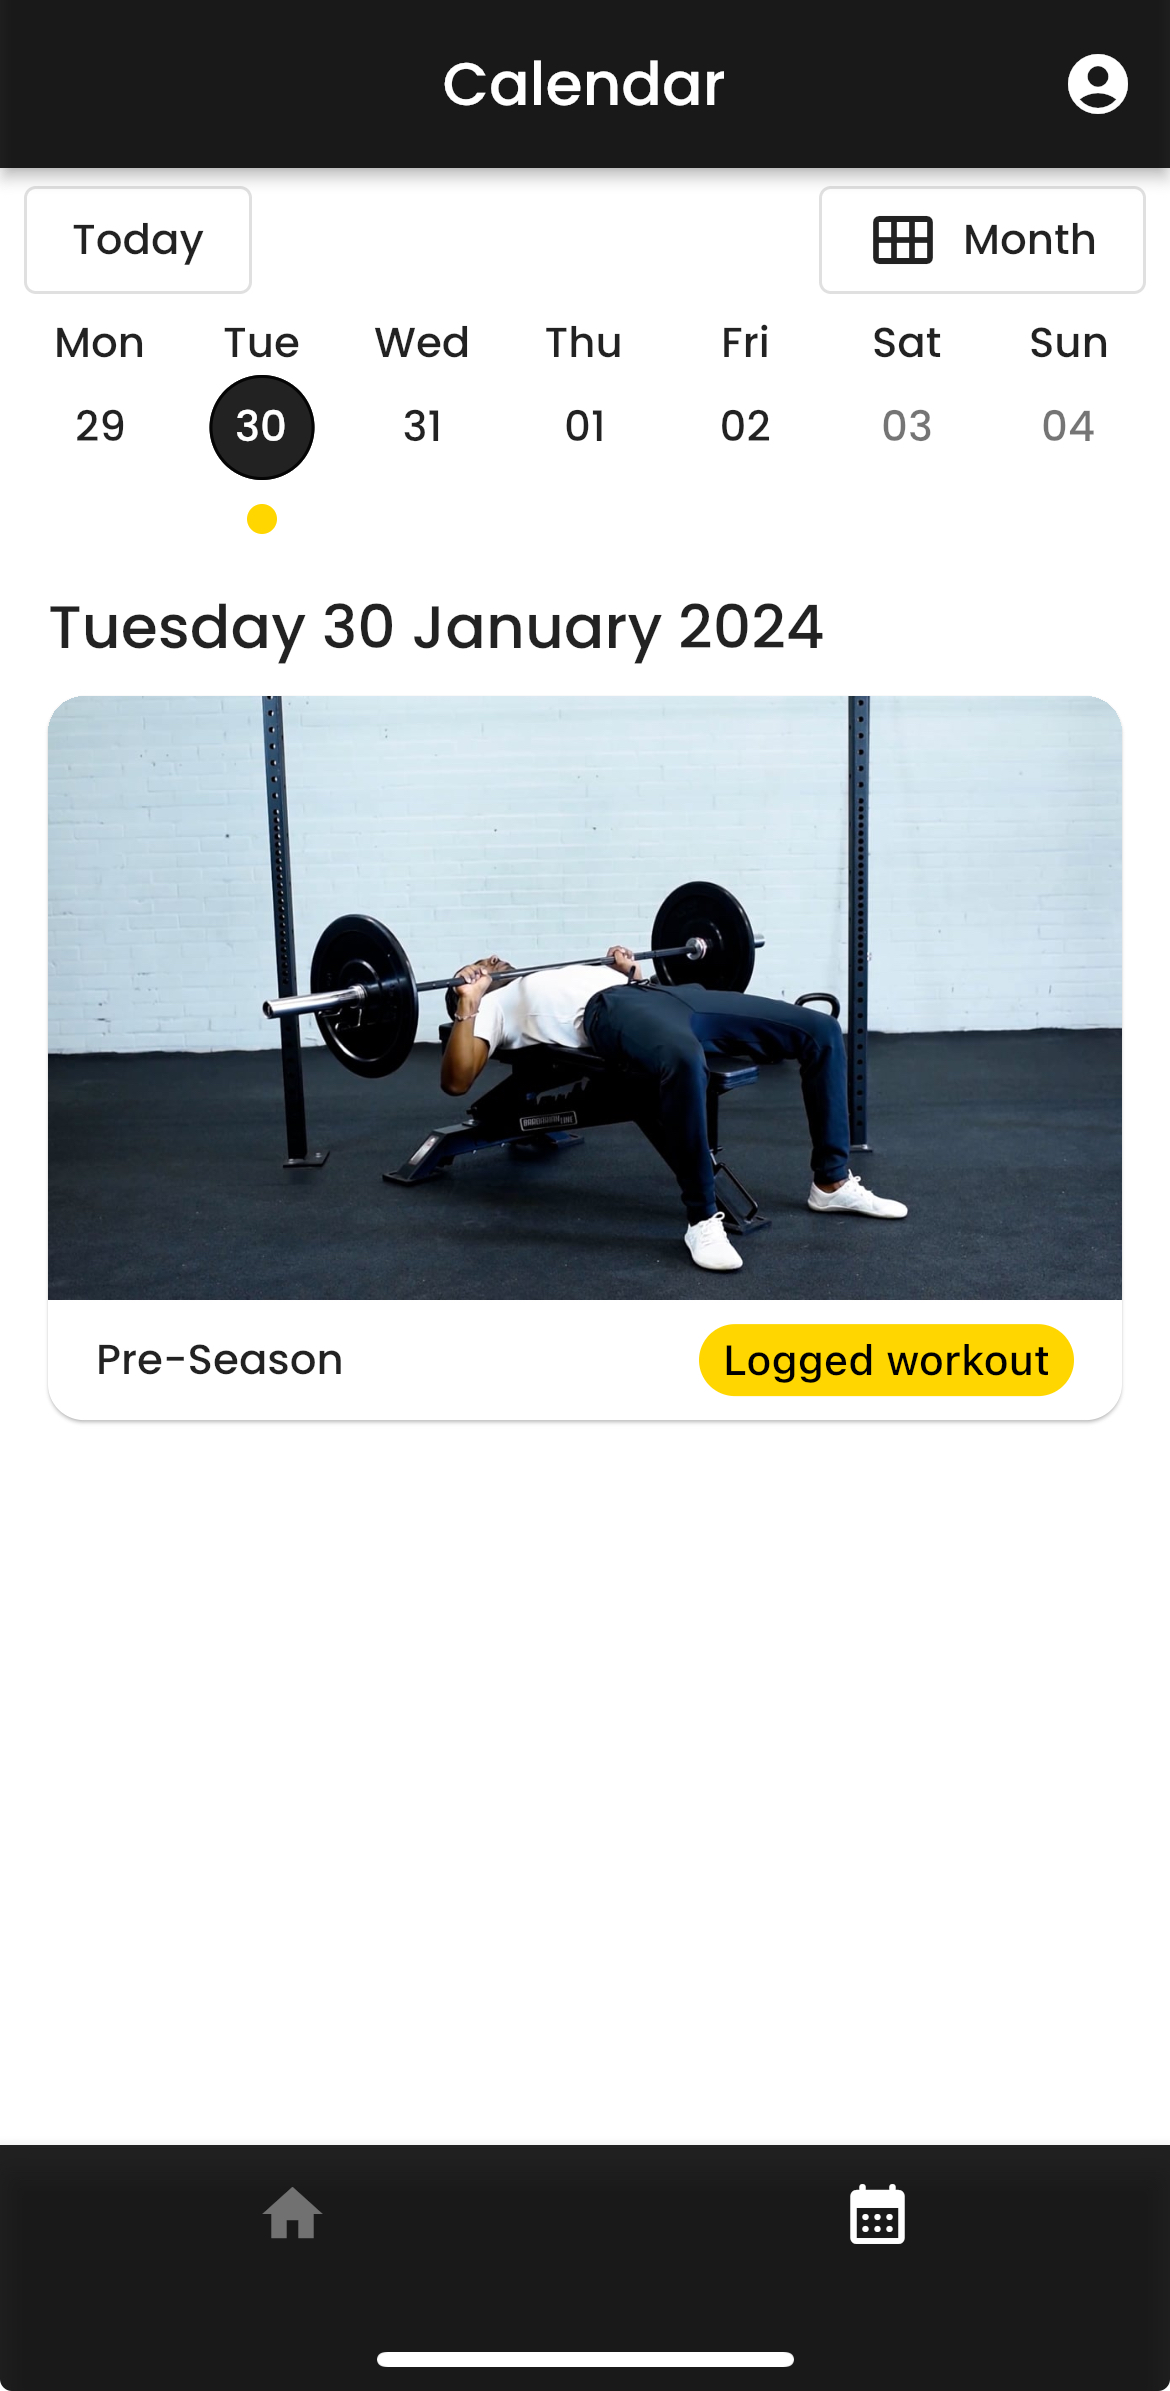 Calendar
Today
Month
Mon Tue Wed Thu Fri Sat Sun
29 30 31 01 02 03 04
Tuesday 30 January 2024
Pre-Season
Logged workout